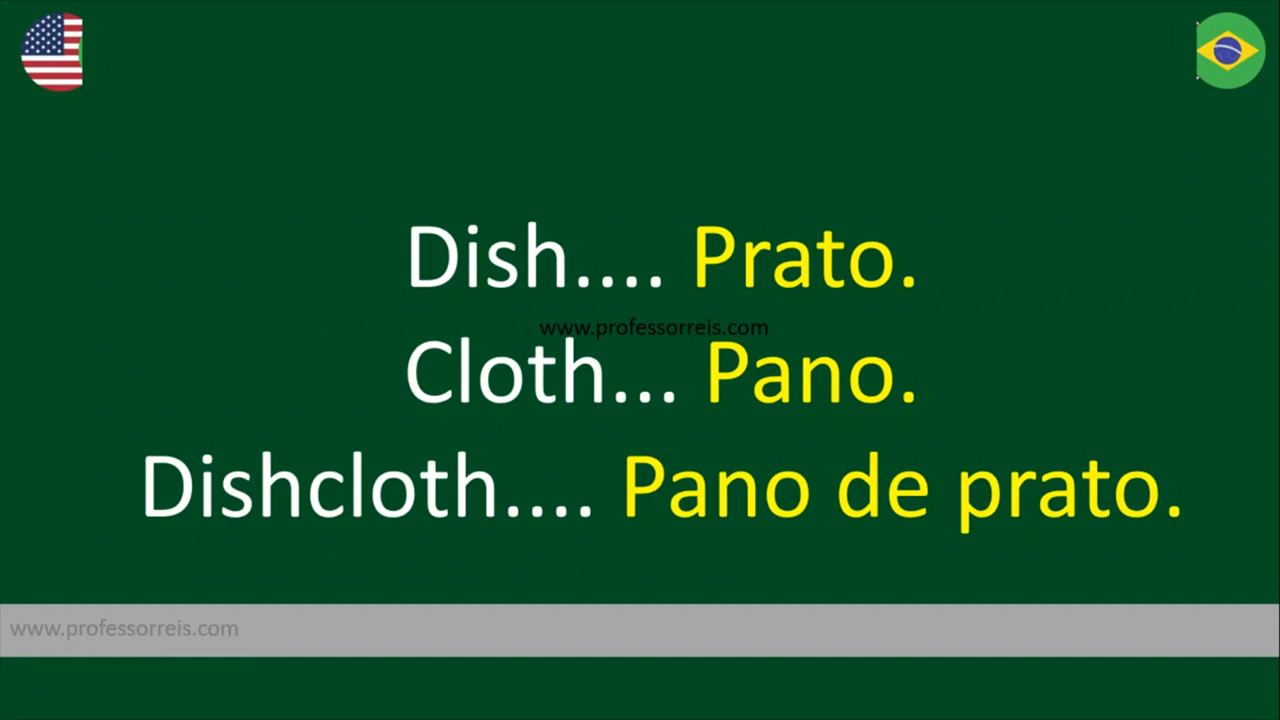 Dish.... Prato.
www.professorreis.com
Cloth... Pano.
Dishcloth.... Pano de prato.
www.professorreis.com